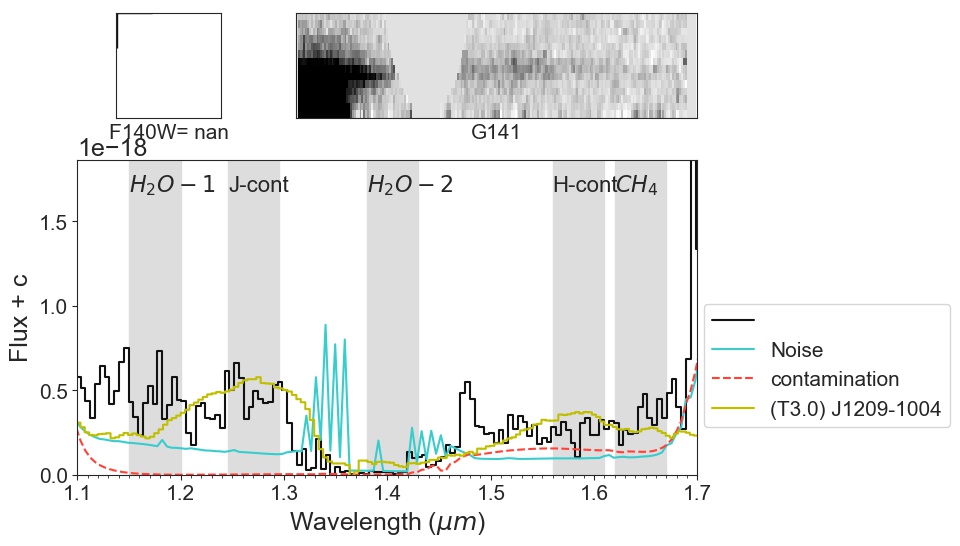 F140W= nan
G141
1e−18
H₂O − 1
J-cont
H₂O − 2
H-cont
CH₄
1.5
1.0
0.5
0.0
Flux + c
1.1
1.2
1.3
1.4
1.5
1.6
1.7
Wavelength (μm)
Noise
contamination
(T3.0) J1209-1004